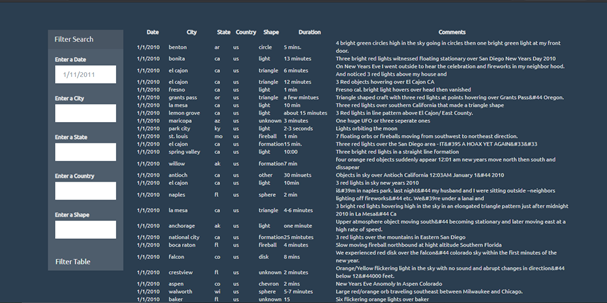 Filter Search
Enter a Date
1/11/2011
Enter a City
Enter a State
Enter a Country
Enter a Shape
Filter Table
Date City State Country Shape Duration Comments
1/1/2010 benton ar us circle 5 mins. 4 bright green circles high in the sky going in circles then one bright green light at my front
door.
1/1/2010 bonita ca us light 13 minutes Three bright red lights witnessed floating stationary over San Diego New Years Day 2010
1/1/2010 el cajon ca us triangle 6 minutes On New Years Eve I went outside to hear the celebration and fireworks in my neighbor hood.
And noticed 3 red lights above my house and
1/1/2010 el cajon ca us triangle 12 minutes 3 Red objects hovering over El Cajon CA
1/1/2010 fresno ca us light 1 min Fresno cal. bright light hovers over head then vanished
1/1/2010 grants pass or us triangle a few mintues Triangle shaped craft with three red lights at points hovering over Grants Pass&#44 Oregon.
1/1/2010 la mesa ca us light 10 min Three red lights over southern California that made a triangle shape
1/1/2010 lemon grove ca us light about 15 minutes 3 Red lights in line pattern above El Cajon/ East County.
1/1/2010 maricopa az us unknown 3 minutes One huge UFO or three seperate ones
1/1/2010 park city ky us light 2-3 seconds Lights orbiting the moon
1/1/2010 st. louis mo us fireball 1 min 7 floating orbs or fireballs moving from southwest to northeast direction.
1/1/2010 el cajon ca us formation 15 min. Three red lights over the San Diego area -IT&#39S A HOAX YET AGAIN&#33&#33
1/1/2010 spring valley ca us light 10:00 Three bright red lights in a straight line formation
1/1/2010 willow ak us formation 7 min four orange red objects suddenly appear 12:01 am new years move north then south and
dissapear
1/1/2010 antioch ca us other 30 minuets Objects in sky over Antioch California 12:03AM January 1&#44 2010
1/1/2010 el cajon ca us light 10min 3 red lights in sky new years 2010
1/1/2010 naples fl us sphere 2 min i&#39m in naples park, last night&#44 my husband and I were sitting outside –neighbors
lighting off fireworks&#44 etc. We&#39re under a lanai and
1/1/2010 la mesa ca us triangle 4-6 minutes 3 bright red lights hovering high in the sky in an elongated triangle pattern just after midnight
2010 in La Mesa&#44 Ca
1/1/2010 anchorage ak us light one minute Upper atmosphere object moving south&#44 becoming stationary and later moving east at a
high rate of speed.
1/1/2010 national city ca us formation 25 mintuts 3 red lights over the mountains in Eastern San Diego
1/1/2010 boca raton fl us fireball 4 minutes Slow moving fireball northbound at hight altitude Southern Florida
1/1/2010 falcon co us disk 8 mins We experienced red disk over the falcon&#44 colorado sky within the first minutes of the
new year.
1/1/2010 crestview fl us unknown 2 minutes Orange/Yellow flickering light in the sky with no sound and abrupt changes in direction&#44
below 12&#44000 feet.
1/1/2010 aspen co us chevron 2 mins New Years Eve Anomely In Aspen Colorado
1/1/2010 walworth wi us sphere 5-7 minutes Large red/orange orb traveling southeast between Milwaukee and Chicago.
1/1/2010 baker fl us unknown 15 Six flickering orange lights over baker